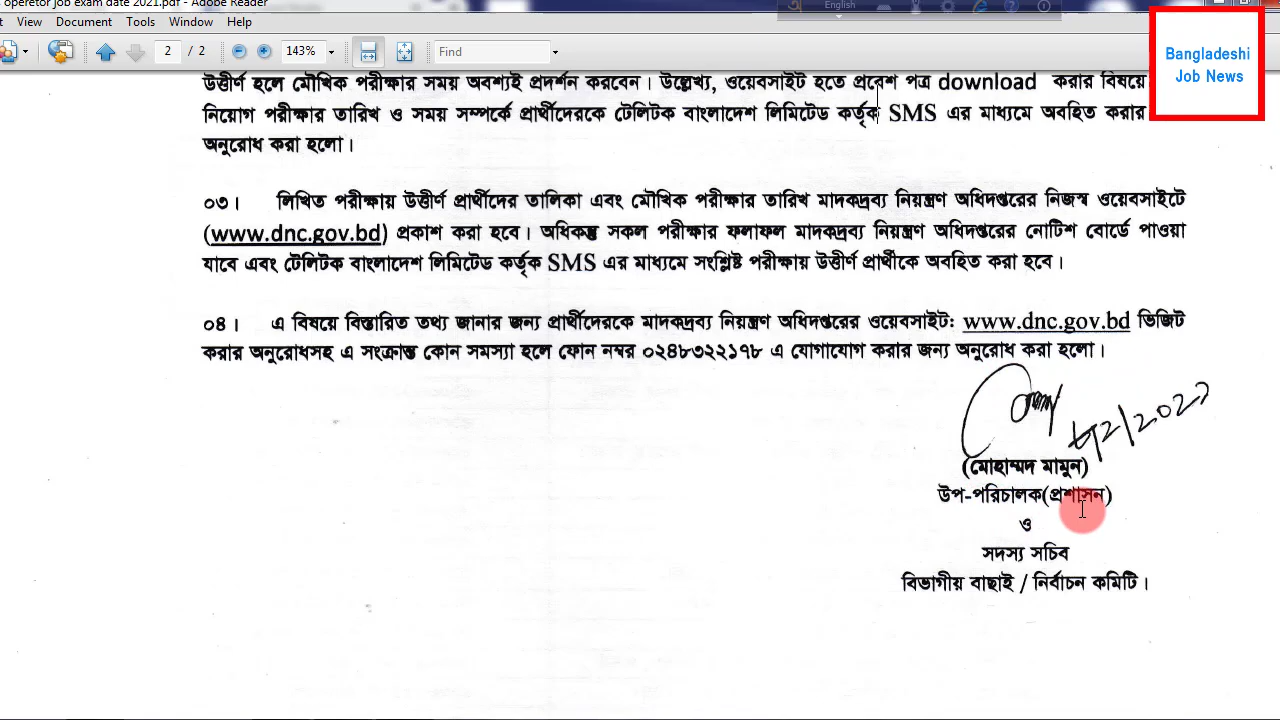 operetor job exam date 2021.pdf - Adobe Reader
English
View Document Tools Window Help
2 / 2 143% Find
Bangladeshi
Job News
উত্তীর্ণ হলে মৌখিক পরীক্ষার সময় অবশ্যই প্রদর্শন করবেন। উল্লেখ্য, ওয়েবসাইট হতে প্রবেশ পত্র download করার বিষয়ে
নিয়োগ পরীক্ষার তারিখ ও সময় সম্পর্কে প্রার্থীদেরকে টেলিটক বাংলাদেশ লিমিটেড কর্তৃক SMS এর মাধ্যমে অবহিত করার
অনুরোধ করা হলো।
০৩। লিখিত পরীক্ষায় উত্তীর্ণ প্রার্থীদের তালিকা এবং মৌখিক পরীক্ষার তারিখ মাদকদ্রব্য নিয়ন্ত্রণ অধিদপ্তরের নিজস্ব ওয়েবসাইটে
(www.dnc.gov.bd) প্রকাশ করা হবে। অধিকন্তু সকল পরীক্ষার ফলাফল মাদকদ্রব্য নিয়ন্ত্রণ অধিদপ্তরের নোটিশ বোর্ডে পাওয়া
যাবে এবং টেলিটক বাংলাদেশ লিমিটেড কর্তৃক SMS এর মাধ্যমে সংশ্লিষ্ট পরীক্ষায় উত্তীর্ণ প্রার্থীকে অবহিত করা হবে।
০৪। এ বিষয়ে বিস্তারিত তথ্য জানার জন্য প্রার্থীদেরকে মাদকদ্রব্য নিয়ন্ত্রণ অধিদপ্তরের ওয়েবসাইট: www.dnc.gov.bd ভিজিট
করার অনুরোধসহ এ সংক্রান্ত কোন সমস্যা হলে ফোন নম্বর ০২৪৮৩২২১৭৮ এ যোগাযোগ করার জন্য অনুরোধ করা হলো।
(মোহাম্মদ মামুন)
উপ-পরিচালক(প্রশাসন)
ও
সদস্য সচিব
বিভাগীয় বাছাই / নির্বাচন কমিটি।